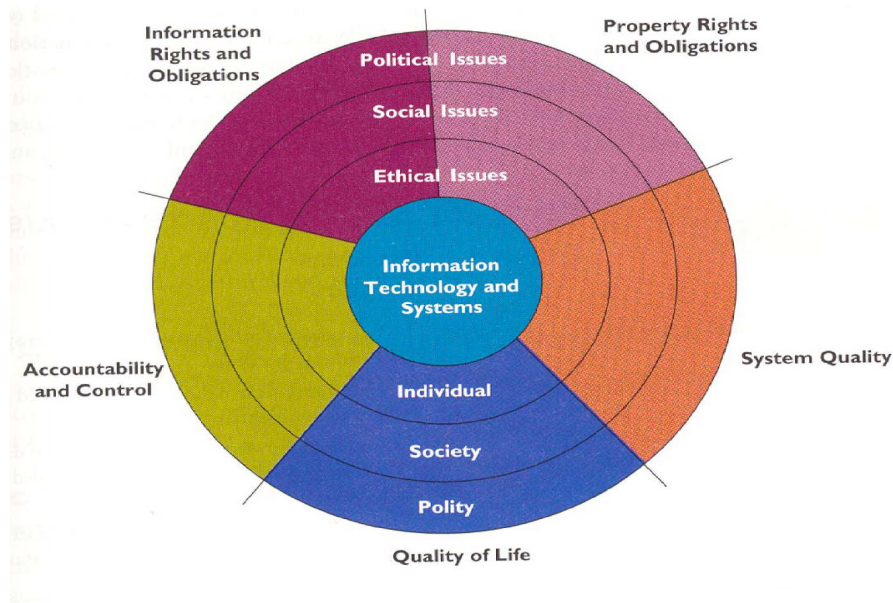 Information
Rights and
Obligations
Property Rights
and Obligations
Political Issues
Social Issues
Ethical Issues
Information
Technology and
Systems
Accountability
and Control
System Quality
Individual
Society
Polity
Quality of Life